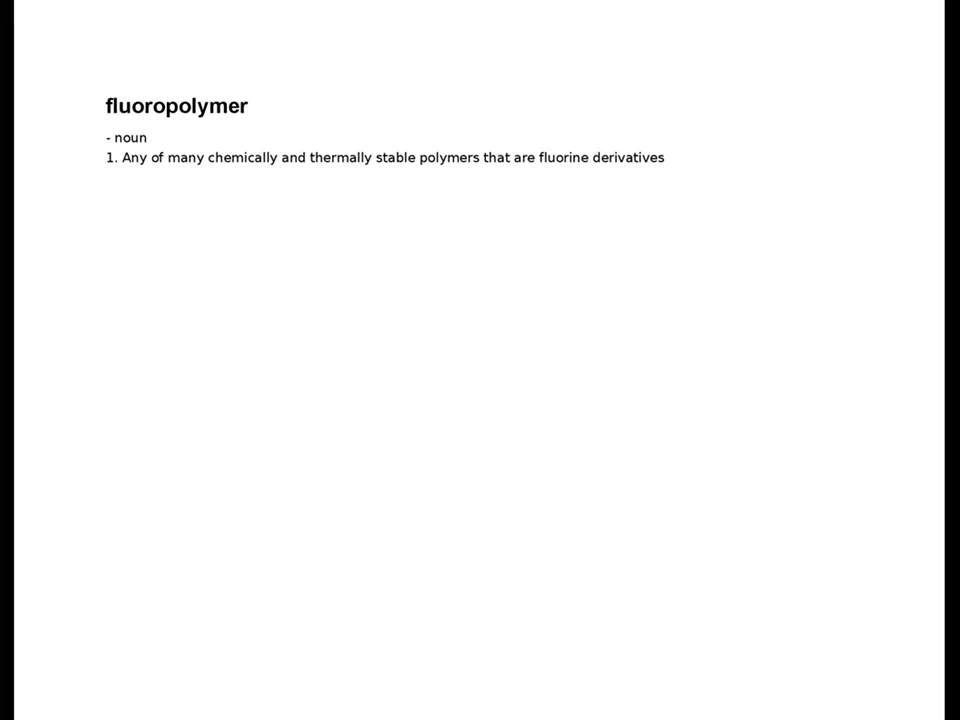 fluoropolymer
- noun
1. Any of many chemically and thermally stable polymers that are fluorine derivatives